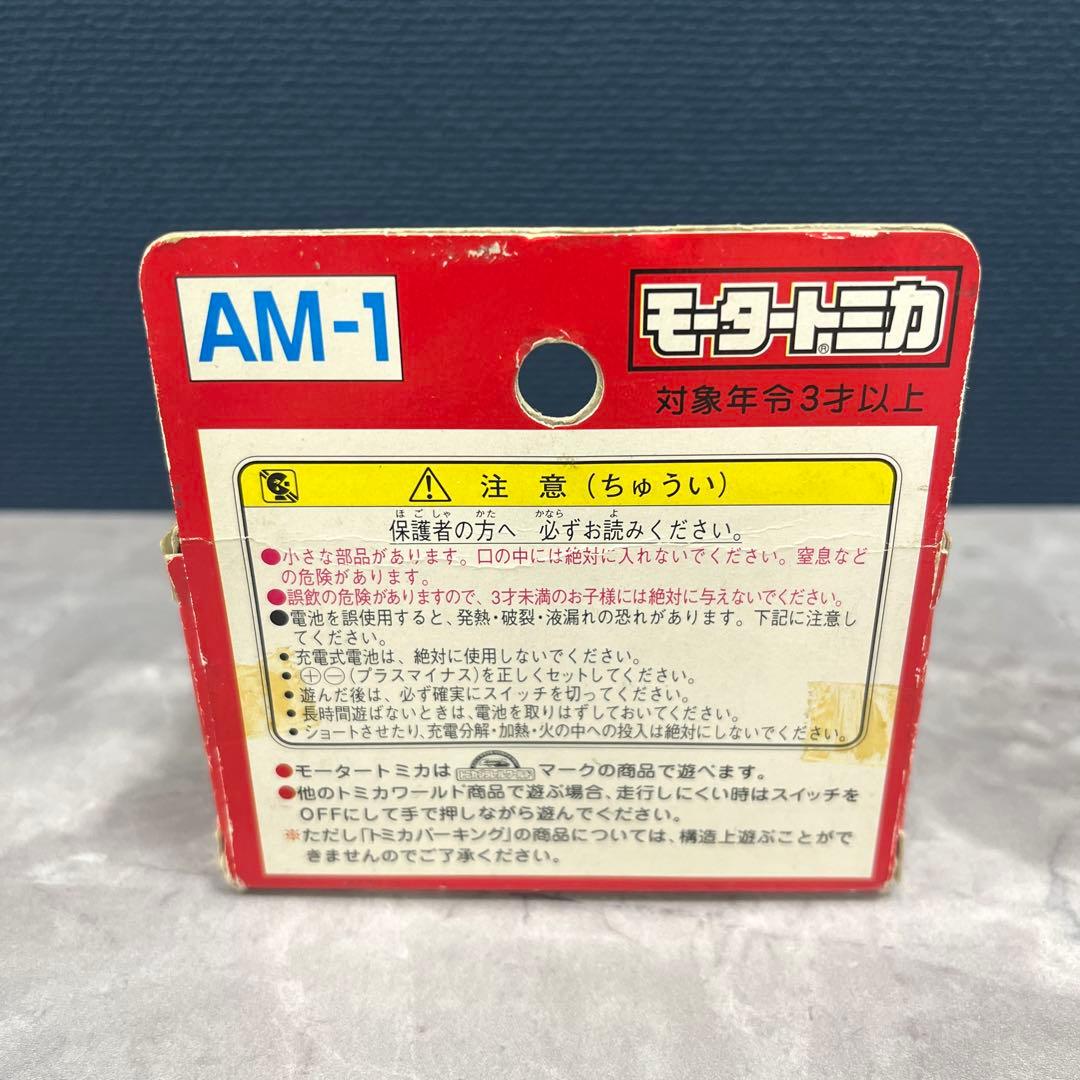 AM-1
モータートミカ®
対象年令3才以上
⚠ 注 意 (ちゅうい)
保護者の方へ 必ずお読みください。
ほ ご しゃ かた かなら よ
●小さな部品があります。口の中には絶対に入れないでください。窒息など
の危険があります。
●誤飲の危険がありますので、3才未満のお子様には絶対に与えないでください。
●電池を誤使用すると、発熱・破裂・液漏れの恐れがあります。下記に注意し
てください。
・充電式電池は、絶対に使用しないでください。
・⊕⊖(プラスマイナス)を正しくセットしてください。
・遊んだ後は、必ず確実にスイッチを切ってください。
・長時間遊ばないときは、電池を取りはずしておいてください。
・ショートさせたり、充電分解・加熱・火の中への投入は絶対にしないでください。
●モータートミカは マークの商品で遊べます。
●他のトミカワールド商品で遊ぶ場合、走行しにくい時はスイッチを
OFFにして手で押しながら遊んでください。
※ただし「トミカパーキング」の商品については、構造上遊ぶことがで
きませんのでご了承ください。